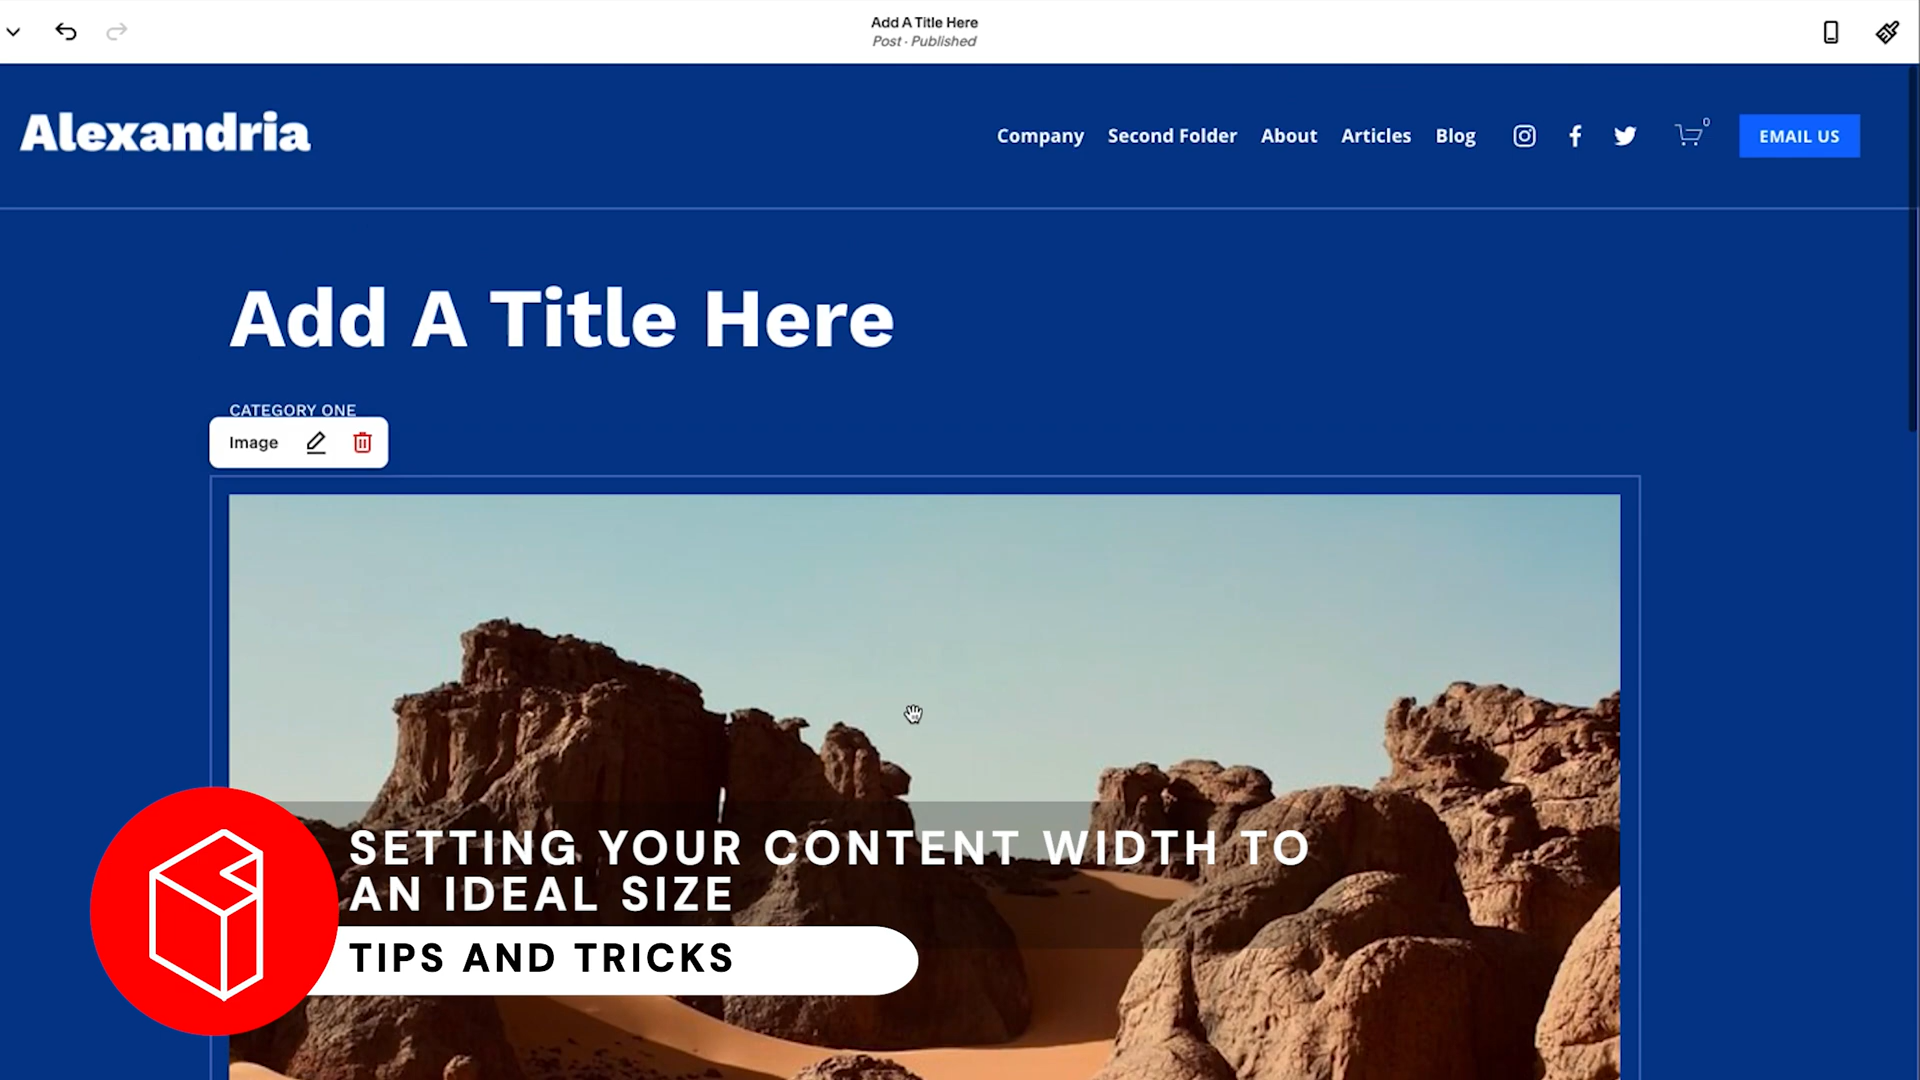 Add A Title Here
Post · Published
Alexandria
Company Second Folder About Articles Blog 0 EMAIL US
Add A Title Here
CATEGORY ONE
Image
SETTING YOUR CONTENT WIDTH TO
AN IDEAL SIZE
TIPS AND TRICKS